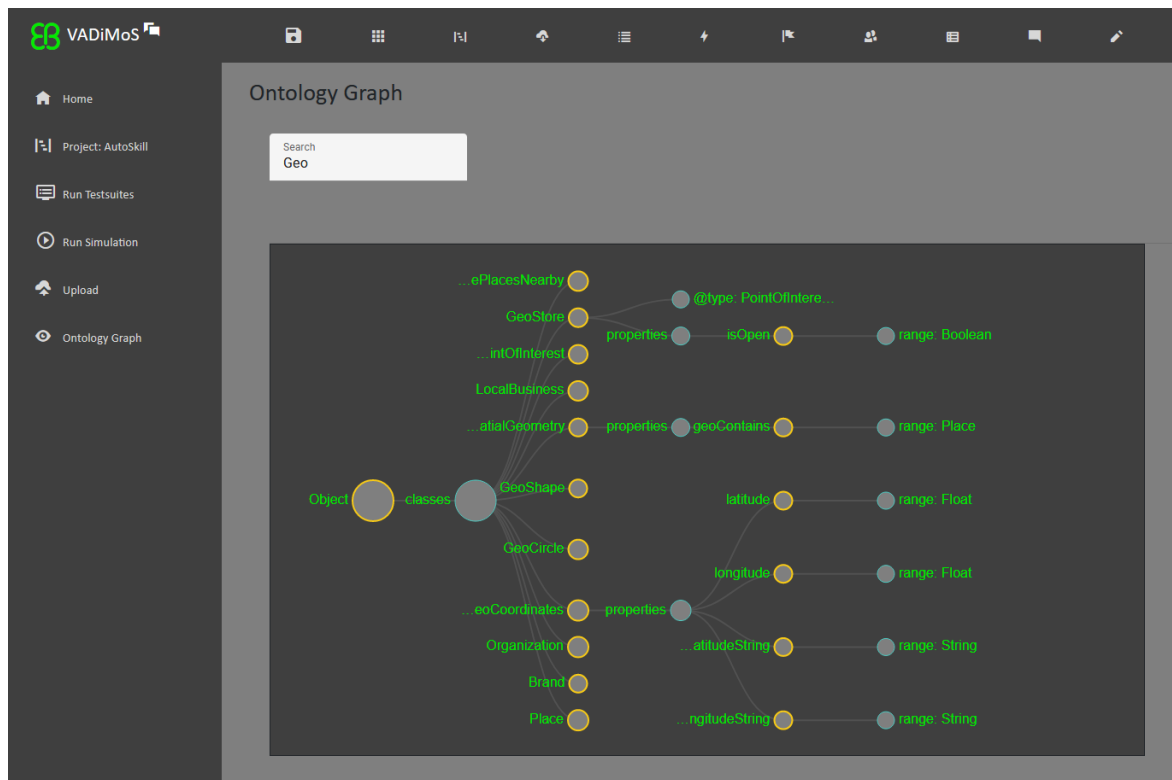 VADiMoS
Home
Project: AutoSkill
Run Testsuites
Run Simulation
Upload
Ontology Graph
Ontology Graph
Search
Geo
...ePlacesNearby
@type: PointOfIntere...
GeoStore
properties
isOpen
range: Boolean
...intOfInterest
LocalBusiness
...atialGeometry
properties
geoContains
range: Place
Object
classes
GeoShape
latitude
range: Float
GeoCircle
longitude
range: Float
...eoCoordinates
properties
Organization
...atitudeString
range: String
Brand
Place
...ngitudeString
range: String